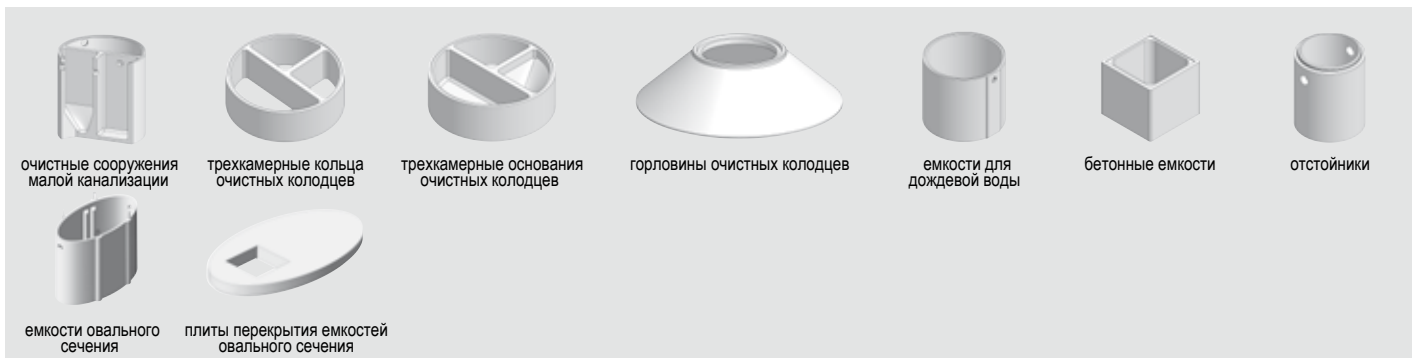 очистные сооружения
малой канализации
трехкамерные кольца
очистных колодцев
трехкамерные основания
очистных колодцев
горловины очистных колодцев
емкости для
дождевой воды
бетонные емкости
отстойники
емкости овального
сечения
плиты перекрытия емкостей
овального сечения